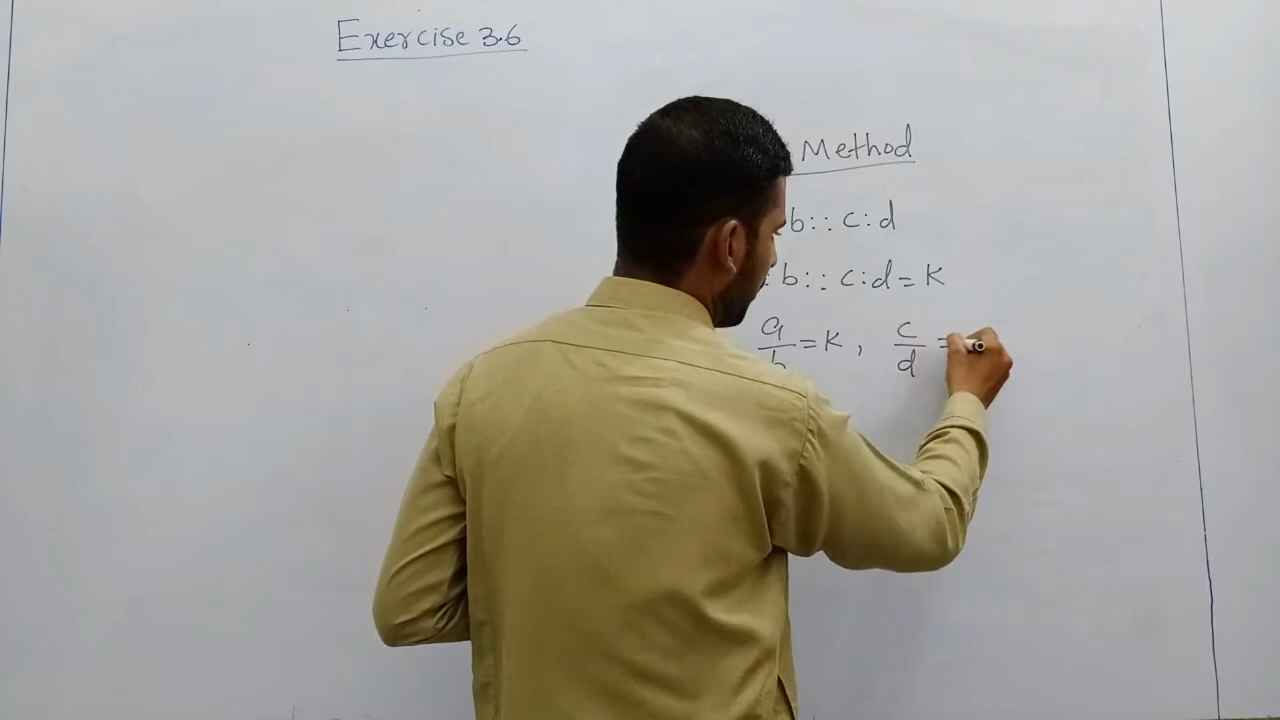 Exercise 3.6
Method
b :: c : d
: b :: c : d = K
a/b = K , c/d =